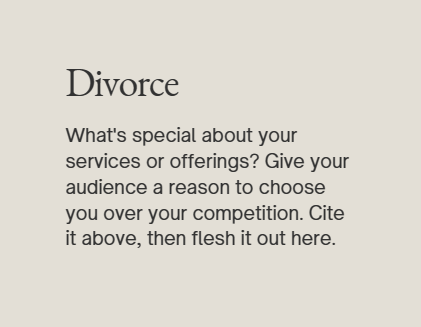 Divorce
What's special about your
services or offerings? Give your
audience a reason to choose
you over your competition. Cite
it above, then flesh it out here.